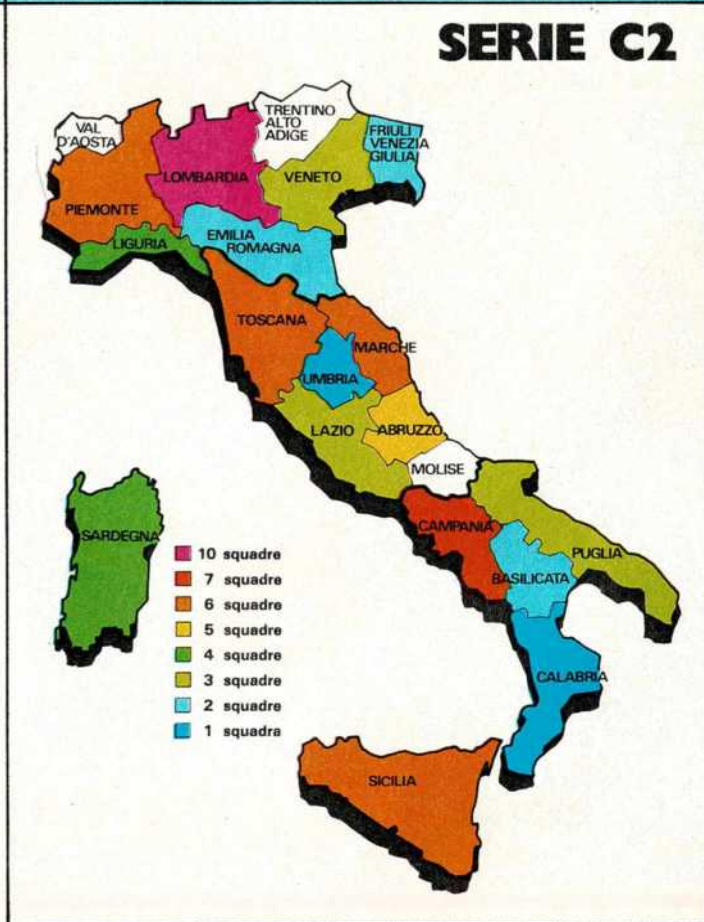 SERIE C2
VAL
D'AOSTA
TRENTINO
ALTO
ADIGE
FRIULI
VENEZIA
GIULIA
LOMBARDIA
VENETO
PIEMONTE
LIGURIA
EMILIA
ROMAGNA
TOSCANA
MARCHE
UMBRIA
LAZIO
ABRUZZO
MOLISE
SARDEGNA
CAMPANIA
PUGLIA
BASILICATA
CALABRIA
SICILIA
10 squadre
7 squadre
6 squadre
5 squadre
4 squadre
3 squadre
2 squadre
1 squadra